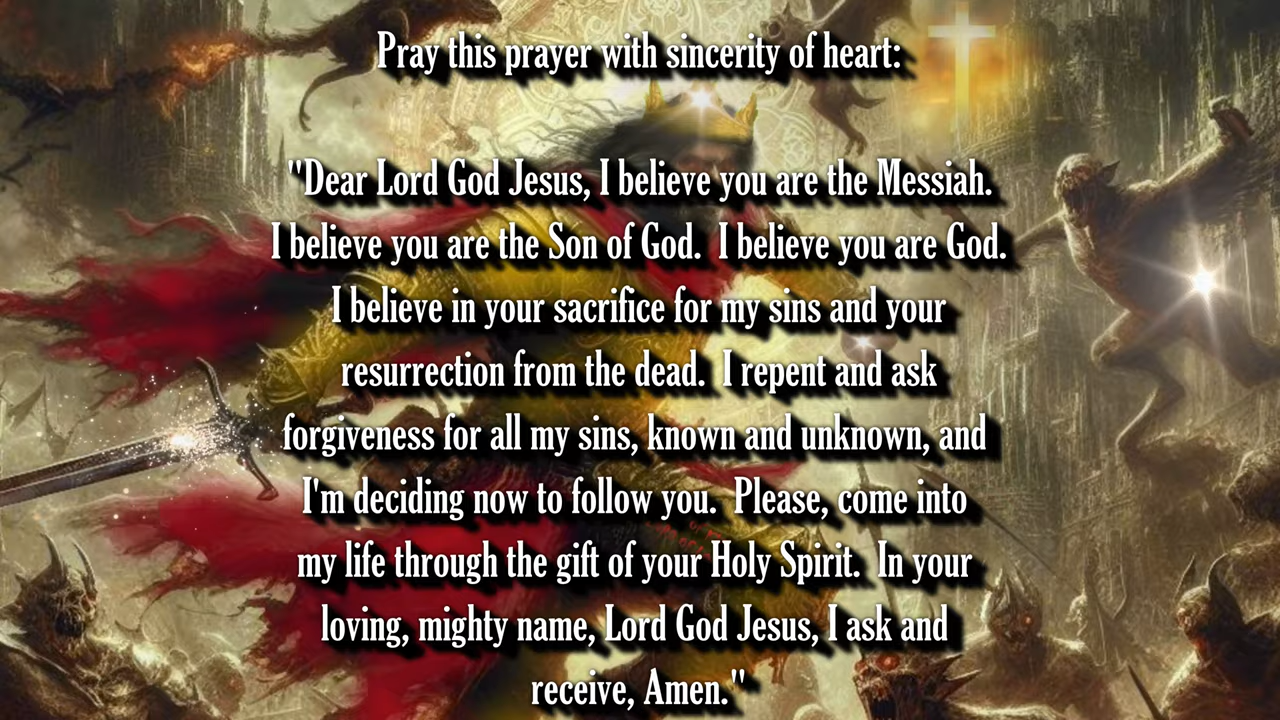 Pray this prayer with sincerity of heart:
"Dear Lord God Jesus, I believe you are the Messiah.
I believe you are the Son of God.  I believe you are God.
I believe in your sacrifice for my sins and your
resurrection from the dead.  I repent and ask
forgiveness for all my sins, known and unknown, and
I'm deciding now to follow you.  Please, come into
my life through the gift of your Holy Spirit.  In your
loving, mighty name, Lord God Jesus, I ask and
receive, Amen."